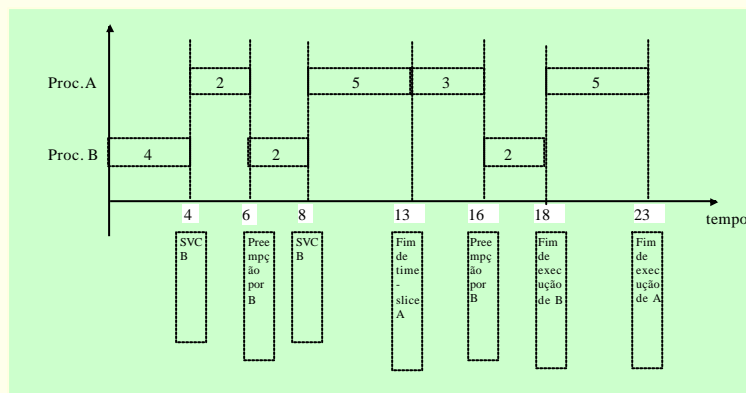 Proc.A
2
5
3
5
Proc. B
4
2
2
4
6
8
13
16
18
23
tempo
SVC
B
Pree
mpç
ão
por
B
SVC
B
Fim
de
time
-
slice
A
Pree
mpç
ão
por
B
Fim
de
exec
ução
de B
Fim
de
exec
ução
de A